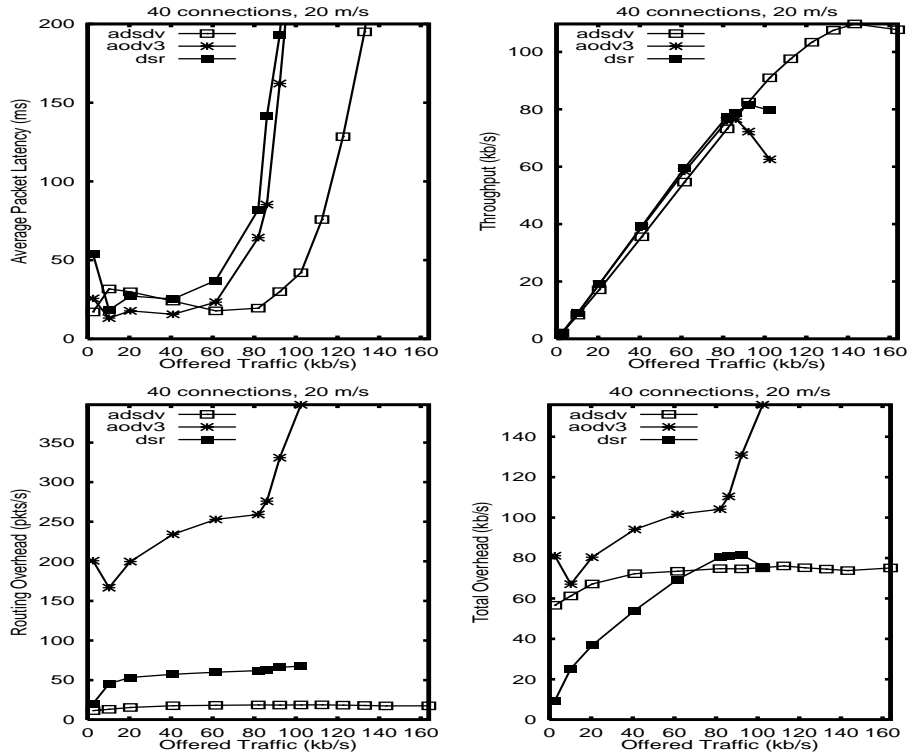 40 connections, 20 m/s
200
150
100
50
0
Average Packet Latency (ms)
adsdv
aodv3
dsr
0 20 40 60 80 100 120 140 160
Offered Traffic (kb/s)
40 connections, 20 m/s
100
80
60
40
20
0
Throughput (kb/s)
adsdv
aodv3
dsr
0 20 40 60 80 100 120 140 160
Offered Traffic (kb/s)
40 connections, 20 m/s
350
300
250
200
150
100
50
0
Routing Overhead (pkts/s)
adsdv
aodv3
dsr
0 20 40 60 80 100 120 140 160
Offered Traffic (kb/s)
40 connections, 20 m/s
140
120
100
80
60
40
20
0
Total Overhead (kb/s)
adsdv
aodv3
dsr
0 20 40 60 80 100 120 140 160
Offered Traffic (kb/s)